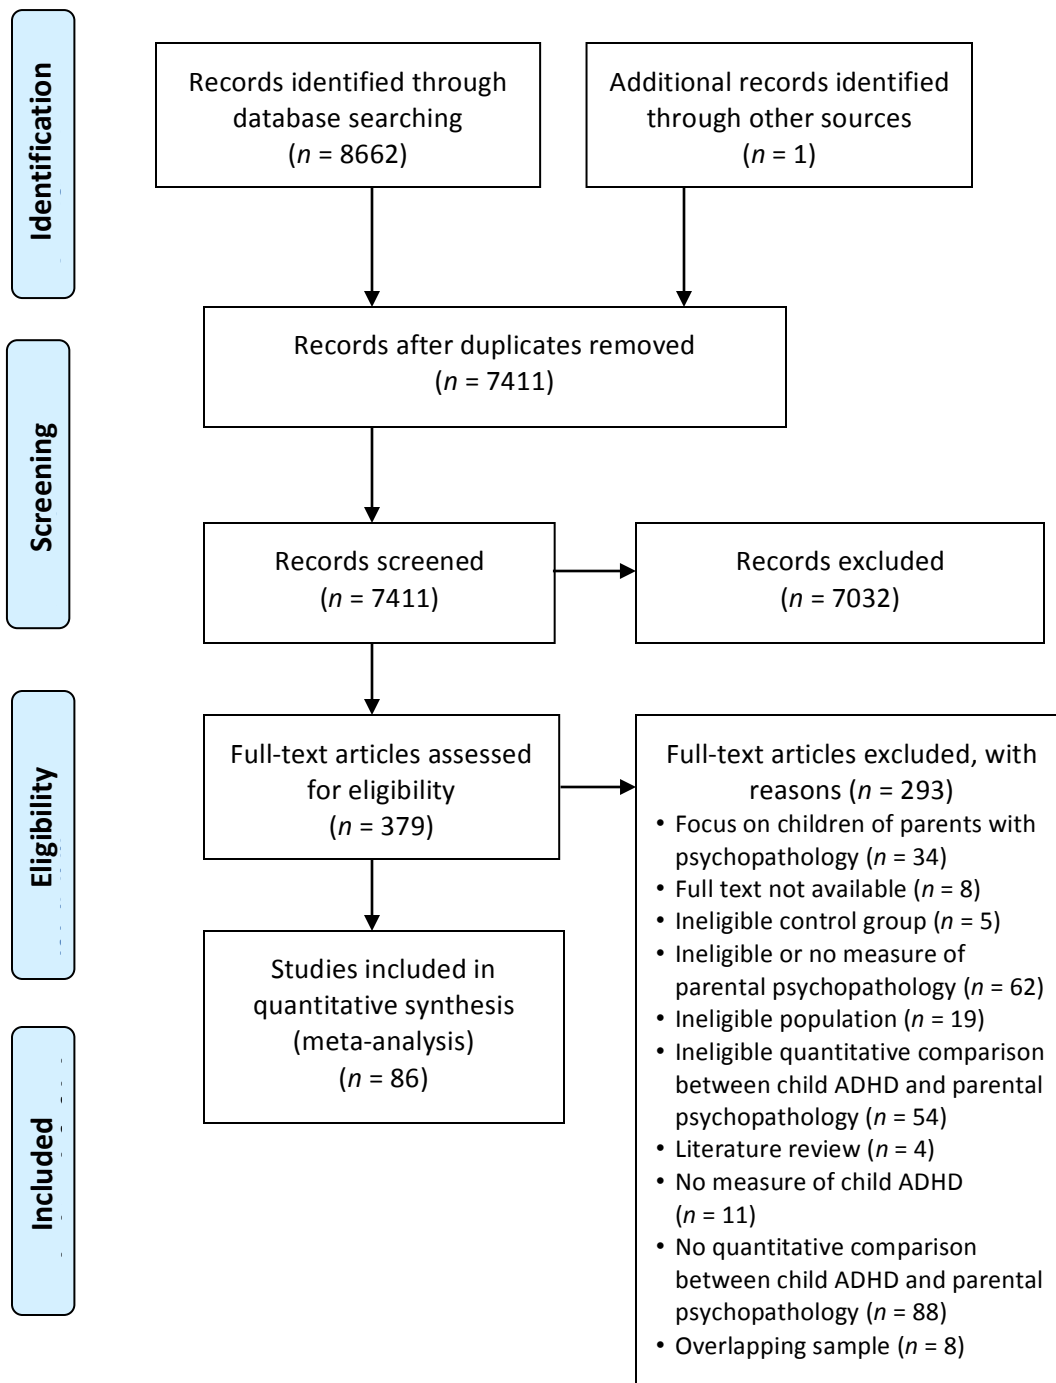 Identification
Records identified through
database searching
(n = 8662)
Additional records identified
through other sources
(n = 1)
Records after duplicates removed
(n = 7411)
Screening
Records screened
(n = 7411)
Records excluded
(n = 7032)
Eligibility
Full-text articles assessed
for eligibility
(n = 379)
Full-text articles excluded, with
reasons (n = 293)
• Focus on children of parents with
psychopathology (n = 34)
• Full text not available (n = 8)
• Ineligible control group (n = 5)
• Ineligible or no measure of
parental psychopathology (n = 62)
• Ineligible population (n = 19)
• Ineligible quantitative comparison
between child ADHD and parental
psychopathology (n = 54)
• Literature review (n = 4)
• No measure of child ADHD
(n = 11)
• No quantitative comparison
between child ADHD and parental
psychopathology (n = 88)
• Overlapping sample (n = 8)
Included
Studies included in
quantitative synthesis
(meta-analysis)
(n = 86)